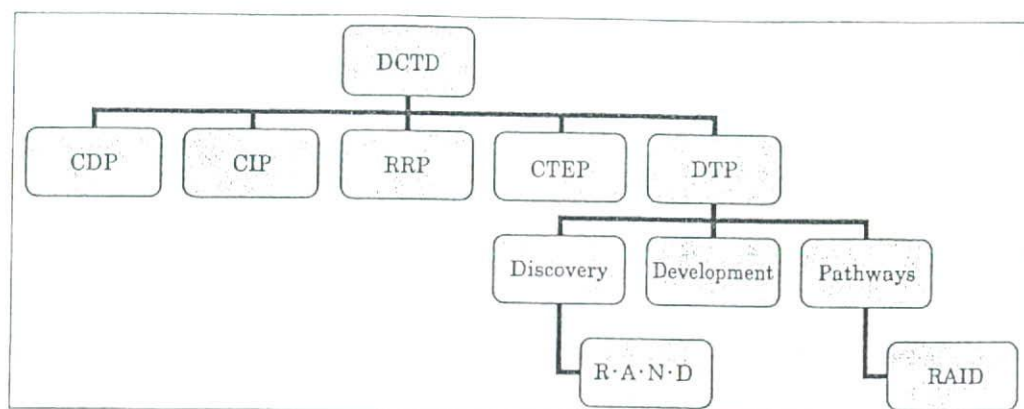 DCTD
CDP
CIP
RRP
CTEP
DTP
Discovery
Development
Pathways
R·A·N·D
RAID